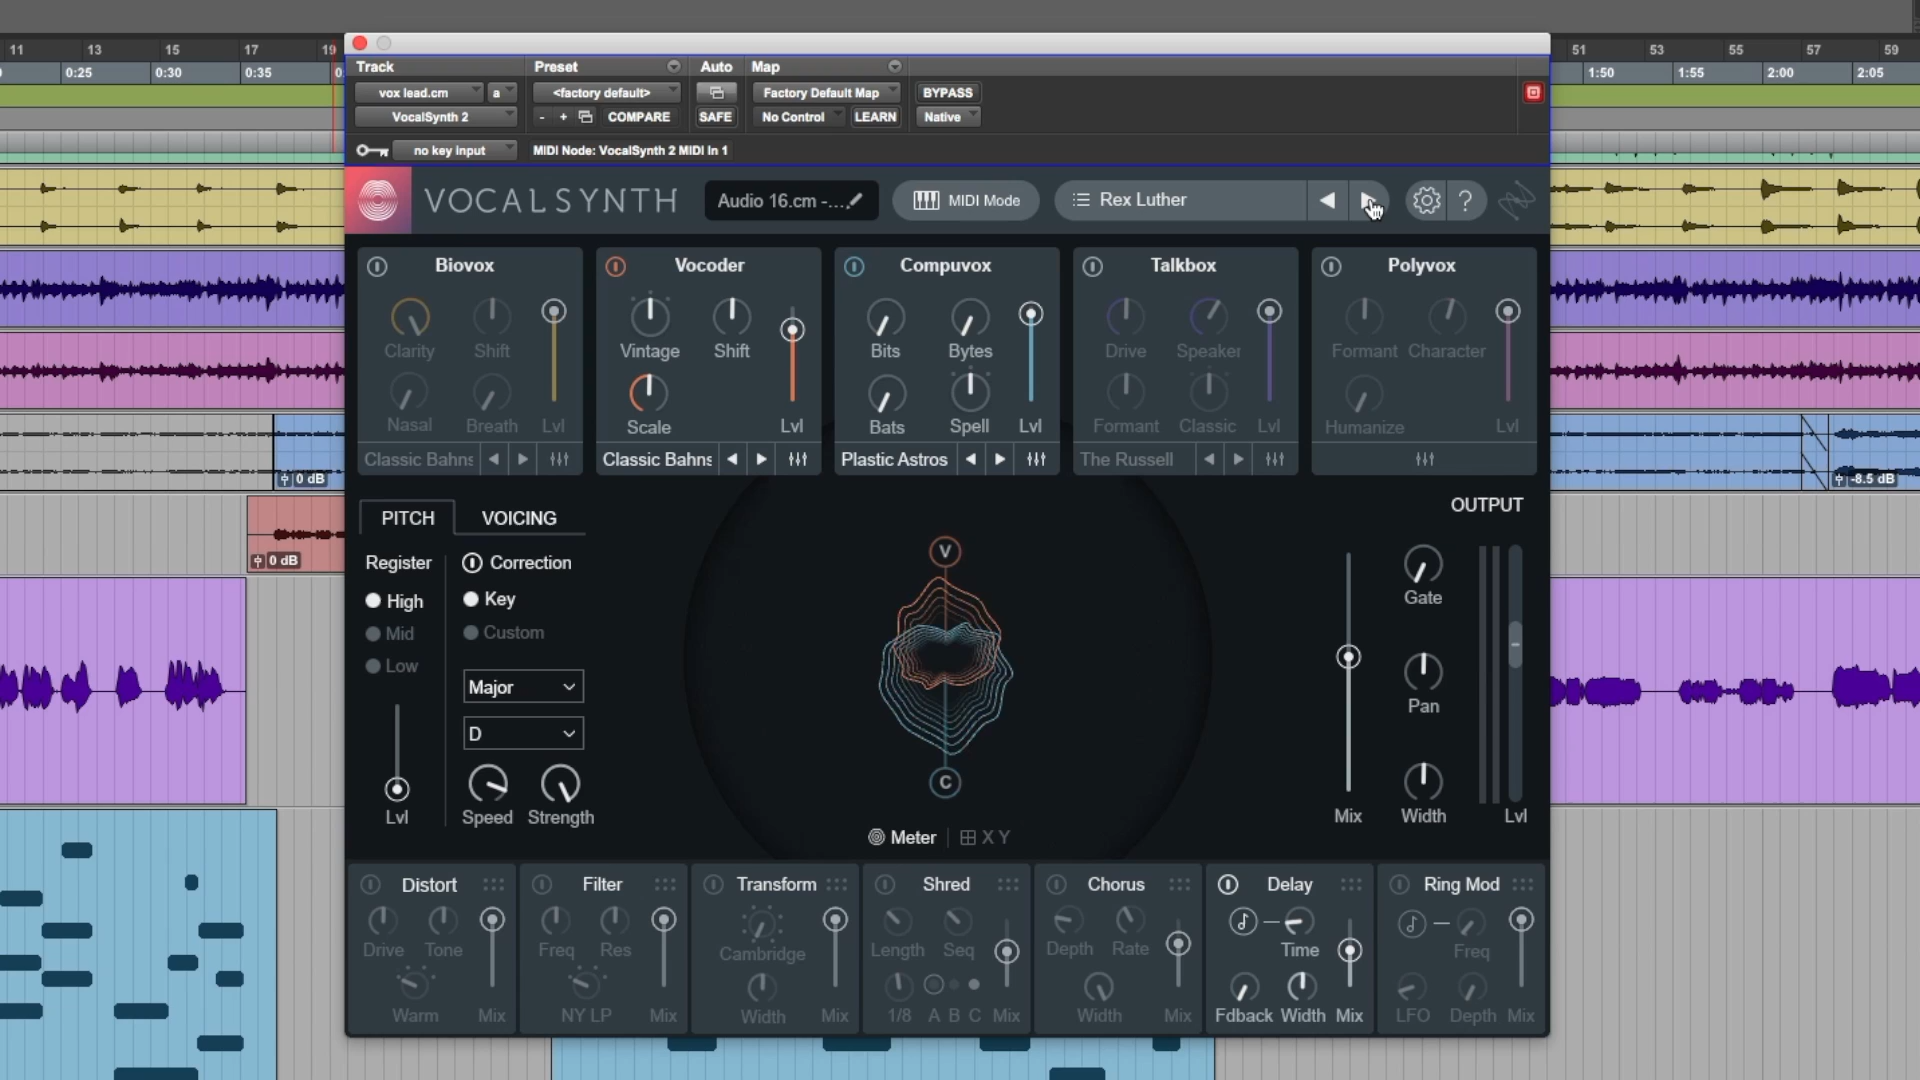 11 13 15 17 19
0:25 0:30 0:35 0
51 53 55 57 59
1:50 1:55 2:00 2:05
Track Preset Auto Map
vox lead.cm a <factory default> Factory Default Map BYPASS
VocalSynth 2 - + COMPARE SAFE No Control LEARN Native
no key input MIDI Node: VocalSynth 2 MIDI In 1
VOCALSYNTH Audio 16.cm -.... MIDI Mode Rex Luther ?
Biovox
Clarity Shift
Nasal Breath Lvl
Classic Bahns
Vocoder
Vintage Shift
Scale Lvl
Classic Bahns
Compuvox
Bits Bytes
Bats Spell Lvl
Plastic Astros
Talkbox
Drive Speaker
Formant Classic Lvl
The Russell
Polyvox
Formant Character
Humanize Lvl
0 dB
-8.5 dB
0 dB
PITCH VOICING
Register Correction
High Key
Mid Custom
Low
Major
D
Lvl Speed Strength
V
C
Meter X Y
OUTPUT
Gate
Pan
Mix Width Lvl
Distort
Drive Tone
Warm Mix
Filter
Freq Res
NY LP Mix
Transform
Cambridge
Width Mix
Shred
Length Seq
1/8 A B C Mix
Chorus
Depth Rate
Width Mix
Delay
Time
Fdback Width Mix
Ring Mod
Freq
LFO Depth Mix